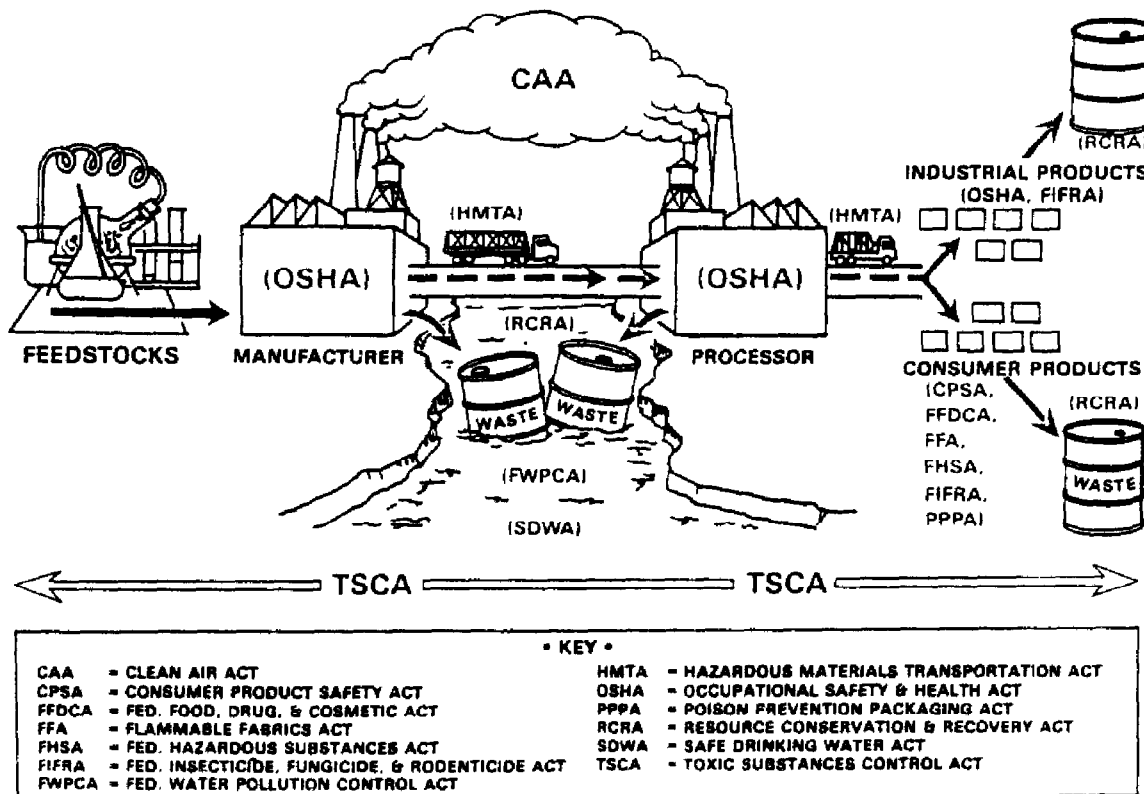 CAA
(RCRA)
INDUSTRIAL PRODUCTS
(OSHA, FIFRA)
(HMTA)
(HMTA)
(OSHA)
(OSHA)
(RCRA)
FEEDSTOCKS
MANUFACTURER
PROCESSOR
WASTE
WASTE
CONSUMER PRODUCTS
(CPSA,
FFDCA,
FFA,
FHSA,
FIFRA,
PPPA)
(RCRA)
WASTE
(FWPCA)
(SDWA)
TSCA
TSCA
• KEY •
CAA = CLEAN AIR ACT
CPSA = CONSUMER PRODUCT SAFETY ACT
FFDCA = FED. FOOD, DRUG, & COSMETIC ACT
FFA = FLAMMABLE FABRICS ACT
FHSA = FED. HAZARDOUS SUBSTANCES ACT
FIFRA = FED. INSECTICIDE, FUNGICIDE, & RODENTICIDE ACT
FWPCA = FED. WATER POLLUTION CONTROL ACT
HMTA = HAZARDOUS MATERIALS TRANSPORTATION ACT
OSHA = OCCUPATIONAL SAFETY & HEALTH ACT
PPPA = POISON PREVENTION PACKAGING ACT
RCRA = RESOURCE CONSERVATION & RECOVERY ACT
SDWA = SAFE DRINKING WATER ACT
TSCA = TOXIC SUBSTANCES CONTROL ACT